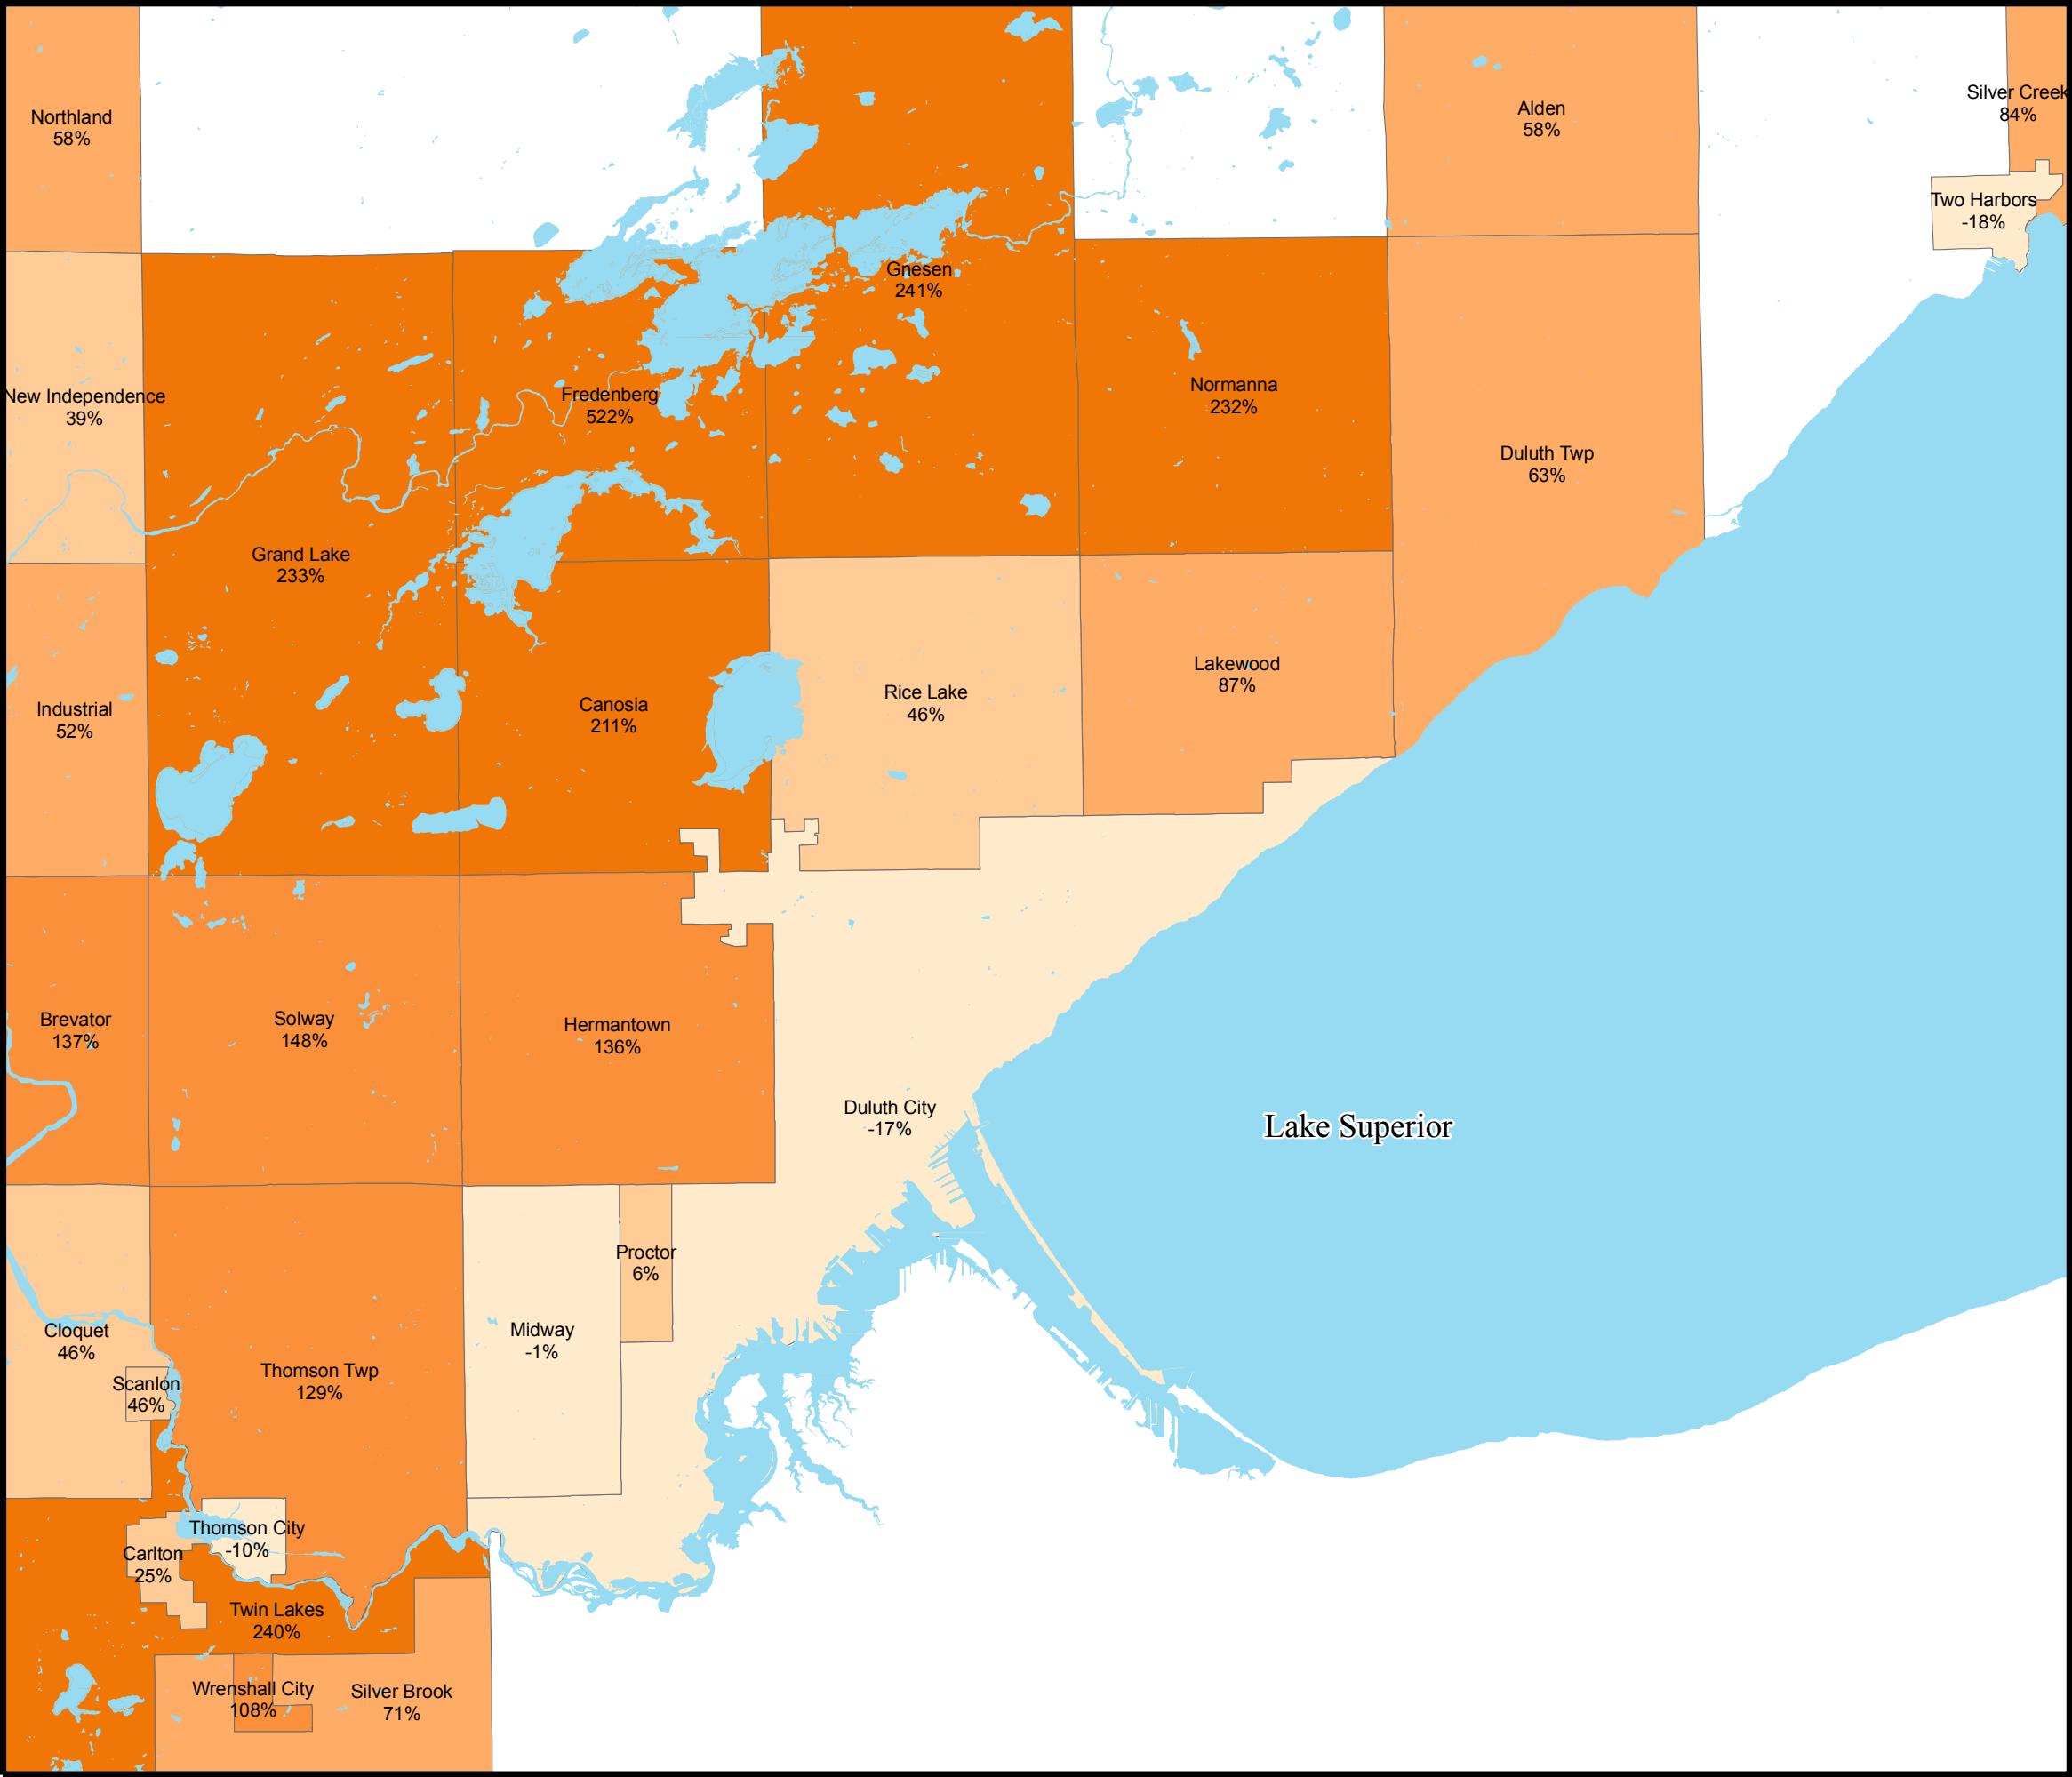 Northland
58%
Alden
58%
Silver Creek
84%
Two Harbors
-18%
Gnesen
241%
New Independence
39%
Fredenberg
522%
Normanna
232%
Duluth Twp
63%
Grand Lake
233%
Industrial
52%
Canosia
211%
Rice Lake
46%
Lakewood
87%
Brevator
137%
Solway
148%
Hermantown
136%
Duluth City
-17%
Lake Superior
Proctor
6%
Cloquet
46%
Midway
-1%
Scanlon
46%
Thomson Twp
129%
Thomson City
-10%
Carlton
25%
Twin Lakes
240%
Wrenshall City
108%
Silver Brook
71%